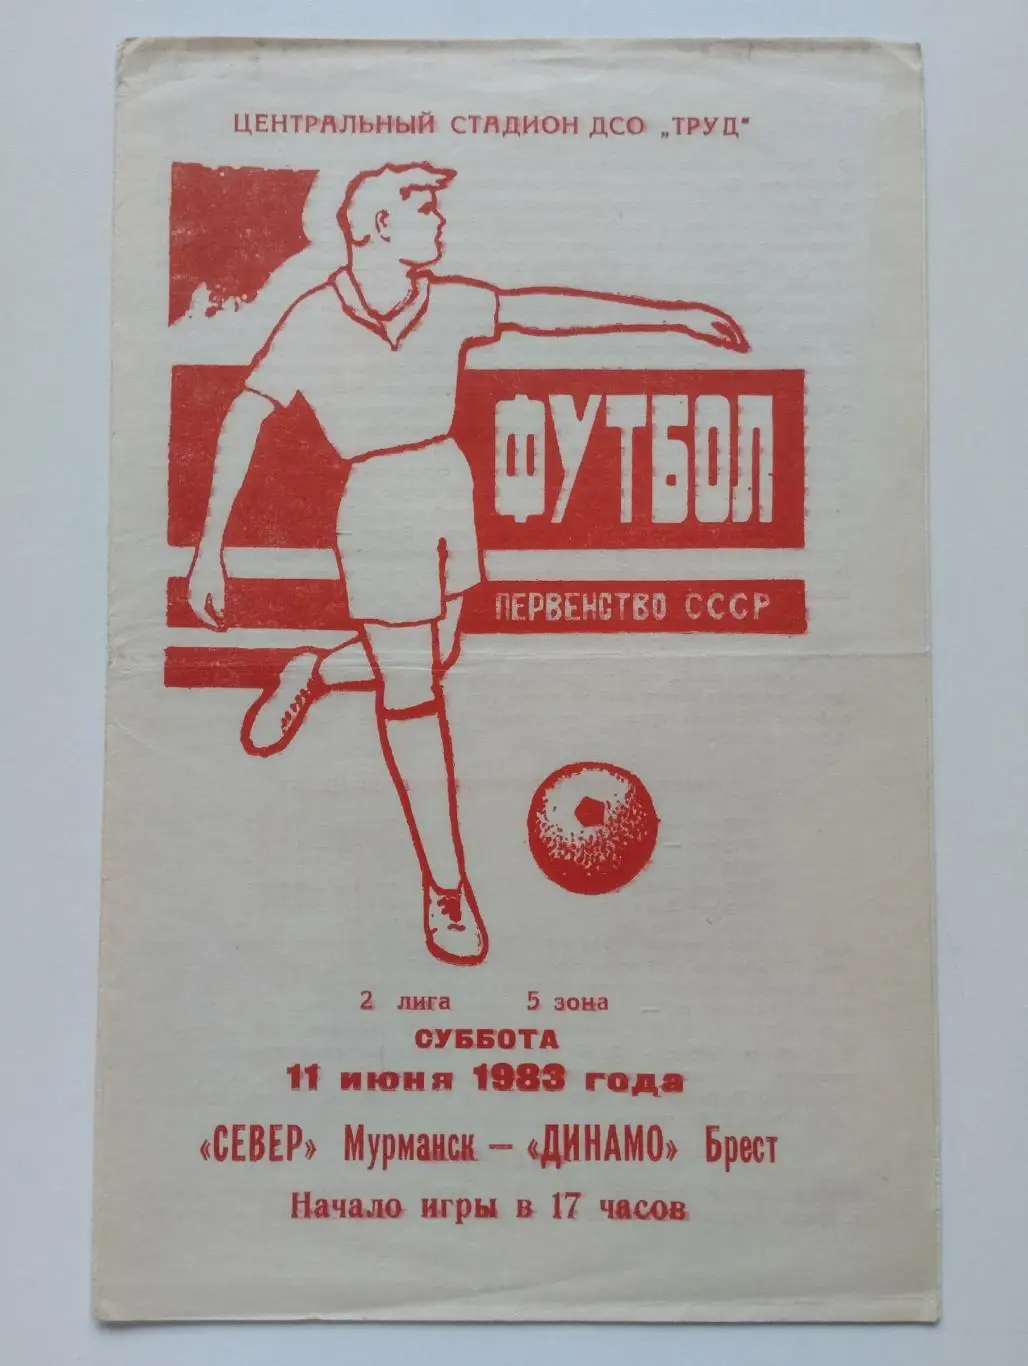 ЦЕНТРАЛЬНЫЙ СТАДИОН ДСО „ТРУД"
ФУТБОЛ
ПЕРВЕНСТВО СССР
2 лига 5 зона
СУББОТА
11 июня 1983 года
«СЕВЕР» Мурманск — «ДИНАМО» Брест
Начало игры в 17 часов